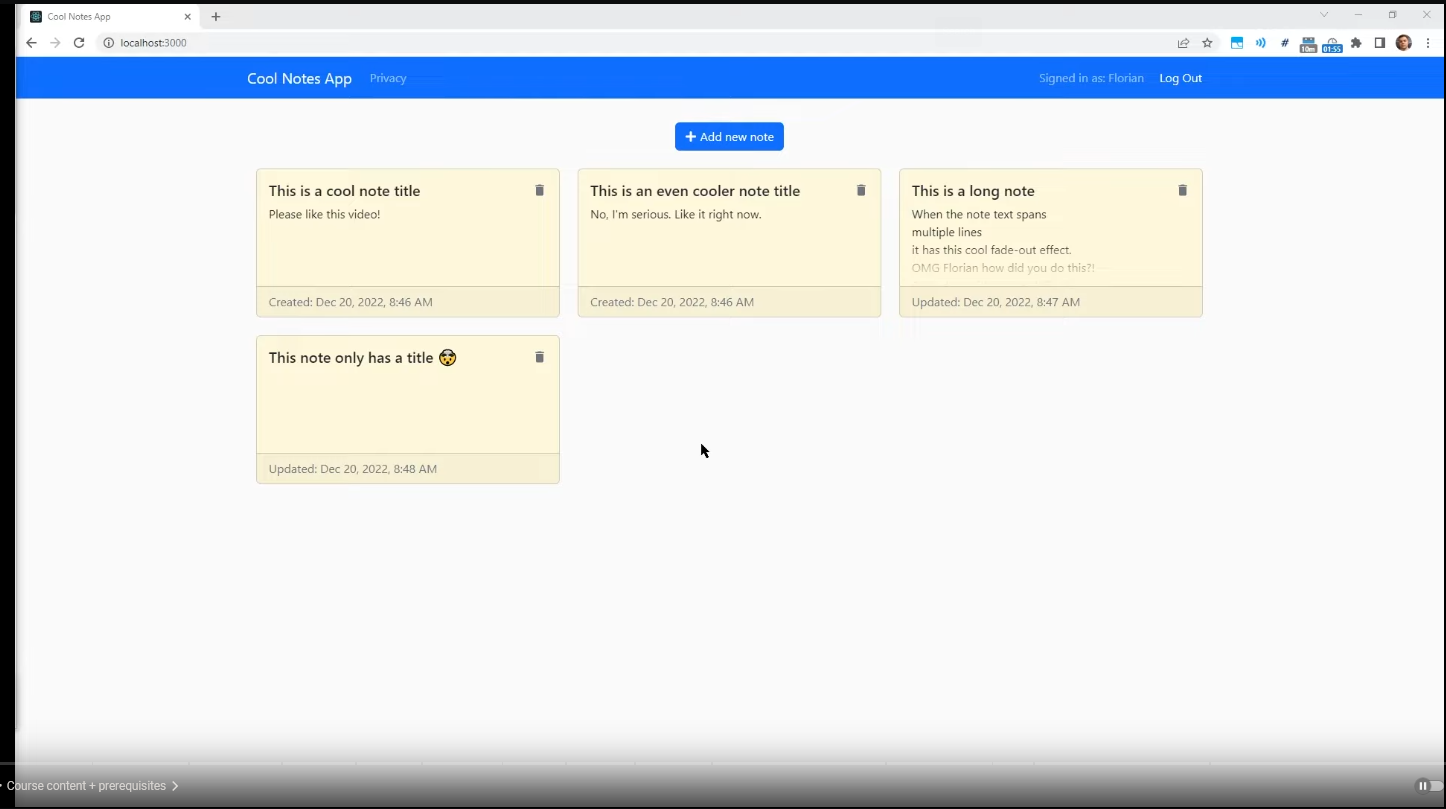 Cool Notes App
localhost:3000
10m
01:55
Cool Notes App
Privacy
Signed in as: Florian
Log Out
+ Add new note
This is a cool note title
Please like this video!
Created: Dec 20, 2022, 8:46 AM
This is an even cooler note title
No, I'm serious. Like it right now.
Created: Dec 20, 2022, 8:46 AM
This is a long note
When the note text spans
multiple lines
it has this cool fade-out effect.
OMG Florian how did you do this?!
Updated: Dec 20, 2022, 8:47 AM
This note only has a title 🤯
Updated: Dec 20, 2022, 8:48 AM
• Course content + prerequisites >